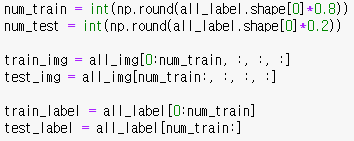 num_train = int(np.round(all_label.shape[0]*0.8))
num_test = int(np.round(all_label.shape[0]*0.2))
train_img = all_img[0:num_train, :, :, :]
test_img = all_img[num_train:, :, :, :]
train_label = all_label[0:num_train]
test_label = all_label[num_train:]